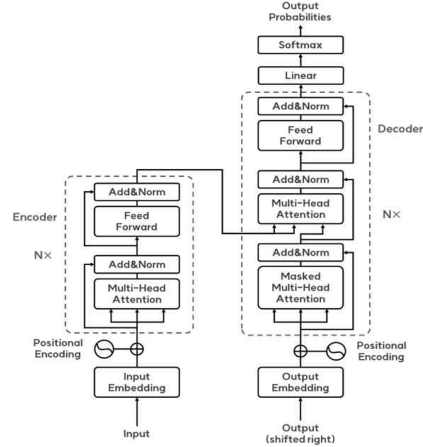 Output
Probabilities
Softmax
Linear
Add&Norm
Feed
Forward
Decoder
Add&Norm
Multi-Head
Attention
N×
Add&Norm
Masked
Multi-Head
Attention
Positional
Encoding
Output
Embedding
Output
(shifted right)
Encoder
N×
Add&Norm
Feed
Forward
Add&Norm
Multi-Head
Attention
Positional
Encoding
Input
Embedding
Input